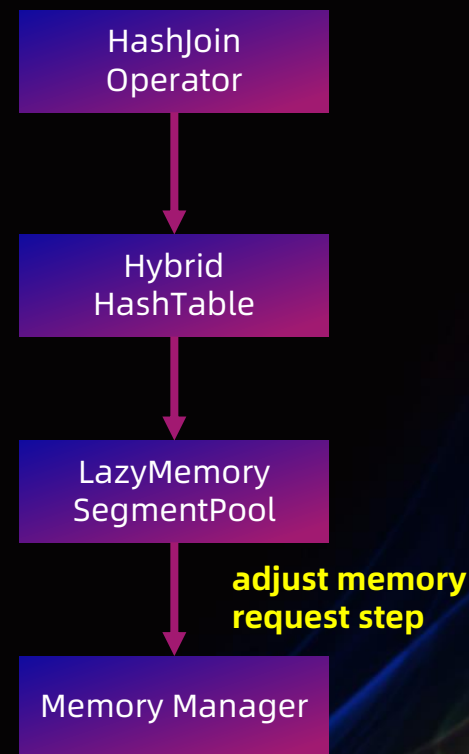 HashJoin
Operator
Hybrid
HashTable
LazyMemory
SegmentPool
adjust memory
request step
Memory Manager